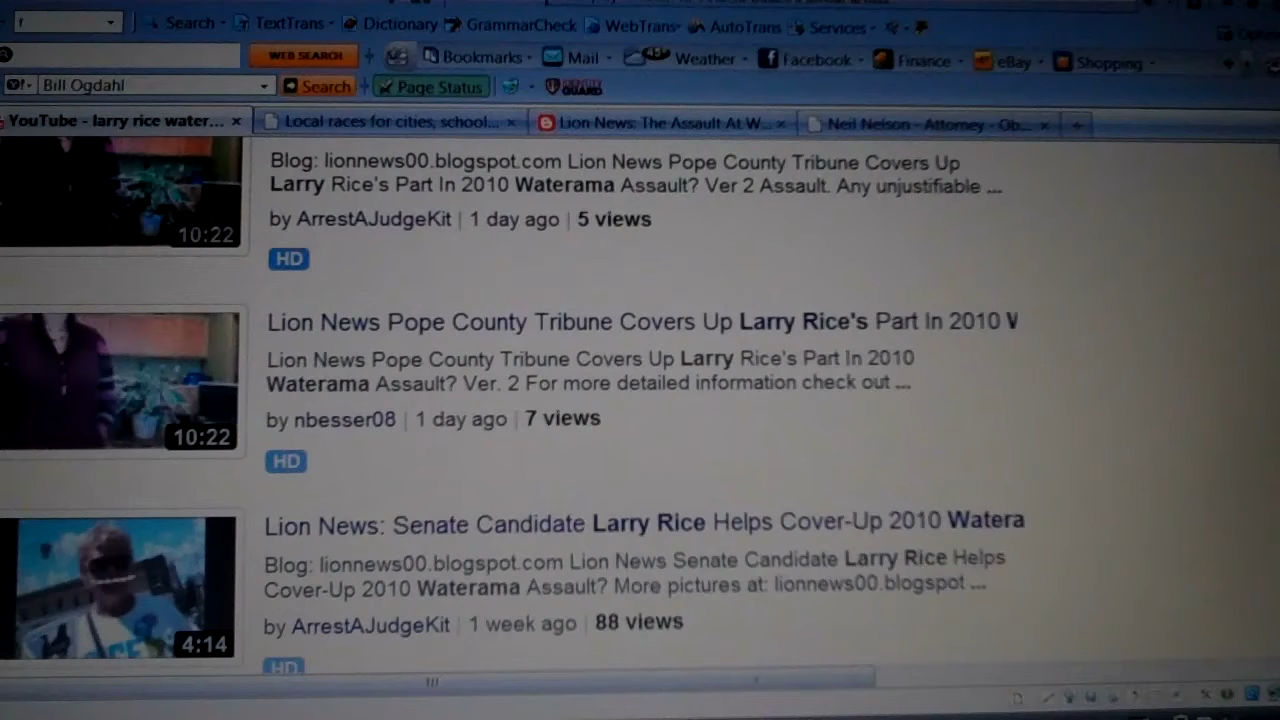 f Search TextTrans Dictionary GrammarCheck WebTrans AutoTrans Services
WEB SEARCH Bookmarks Mail 45° Weather Facebook Finance eBay Shopping
Y! Bill Ogdahl Search Page Status GUARD
YouTube - larry rice water... × Local races for cities, school... × Lion News: The Assault At W... × Neil Nelson - Attorney - Ob... × +
Blog: lionnews00.blogspot.com Lion News Pope County Tribune Covers Up
Larry Rice's Part In 2010 Waterama Assault? Ver 2 Assault. Any unjustifiable ...
by ArrestAJudgeKit | 1 day ago | 5 views
10:22
HD
Lion News Pope County Tribune Covers Up Larry Rice's Part In 2010 W
Lion News Pope County Tribune Covers Up Larry Rice's Part In 2010
Waterama Assault? Ver. 2 For more detailed information check out ...
by nbesser08 | 1 day ago | 7 views
10:22
HD
Lion News: Senate Candidate Larry Rice Helps Cover-Up 2010 Watera
Blog: lionnews00.blogspot.com Lion News Senate Candidate Larry Rice Helps
Cover-Up 2010 Waterama Assault? More pictures at: lionnews00.blogspot ...
by ArrestAJudgeKit | 1 week ago | 88 views
4:14
HD